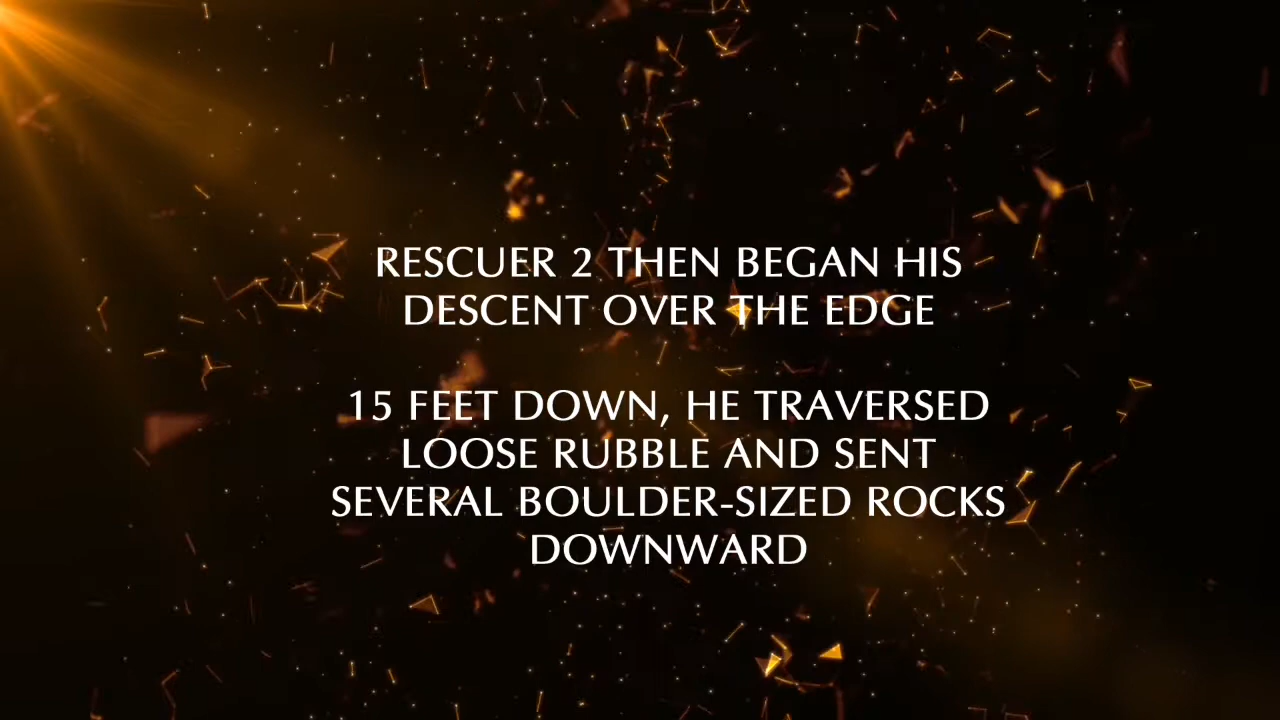 RESCUER 2 THEN BEGAN HIS
DESCENT OVER THE EDGE
15 FEET DOWN, HE TRAVERSED
LOOSE RUBBLE AND SENT
SEVERAL BOULDER-SIZED ROCKS
DOWNWARD